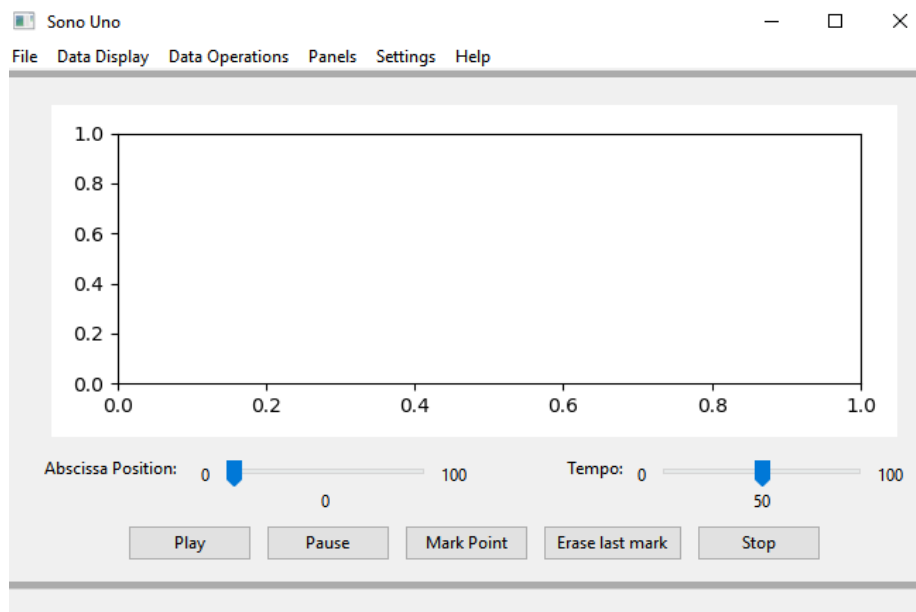 Sono Uno
File Data Display Data Operations Panels Settings Help
1.0
0.8
0.6
0.4
0.2
0.0
0.0 0.2 0.4 0.6 0.8 1.0
Abscissa Position: 0 100 Tempo: 0 100
0 50
Play Pause Mark Point Erase last mark Stop